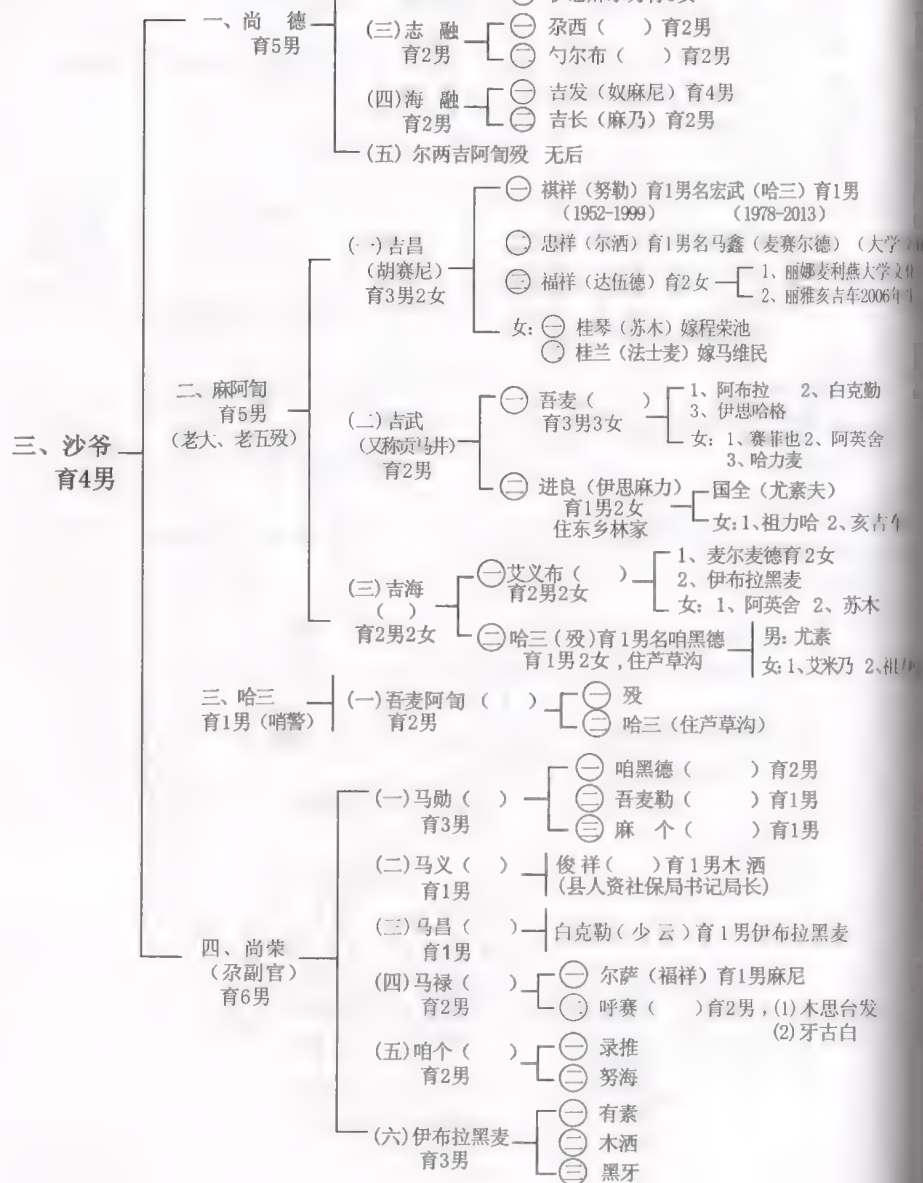 三、沙爷
育4男
一、尚 德
育5男
(三)志 融
育2男
㊀ 尕西（ ）育2男
㊁ 勺尔布（ ）育2男
(四)海 融
育2男
㊀ 吉发（奴麻尼）育4男
㊁ 吉长（麻乃）育2男
(五) 尔两吉阿訇殁 无后
二、麻阿訇
育5男
(老大、老五殁)
(一)吉昌
(胡赛尼)
育3男2女
㊀ 祺祥（努勒）育1男名宏武（哈三）育1男
(1952-1999) (1978-2013)
㊁ 忠祥（尔洒）育1男名马鑫（麦赛尔德）（大学
㊂ 福祥（达伍德）育2女
1、丽娜麦利燕大学文化
2、丽雅亥吉车2006年
女: ㊀ 桂琴（苏木）嫁程荣池
㊁ 桂兰（法士麦）嫁马维民
(二)吉武
(又称贡马井)
育2男
㊀ 吾麦（ ）
育3男3女
1、阿布拉 2、白克勤
3、伊思哈格
女: 1、赛菲也 2、阿英舍
3、哈力麦
㊁ 进良（伊思麻力）
育1男2女
住东乡林家
国全（尤素夫）
女:1、祖力哈 2、亥吉
(三)吉海
( )
育2男2女
㊀艾义布（ ）
育2男2女
1、麦尔麦德育2女
2、伊布拉黑麦
女: 1、阿英舍 2、苏木
㊁哈三(殁)育1男名咱黑德
育1男2女,住芦草沟
男: 尤素
女:1、艾米乃 2、祖
三、哈三
育1男（哨警）
(一)吾麦阿訇（ ）
育2男
㊀ 殁
㊁ 哈三（住芦草沟）
四、尚荣
（尕副官）
育6男
(一)马勋（ ）
育3男
㊀ 咱黑德（ ）育2男
㊁ 吾麦勒（ ）育1男
㊂ 麻 个（ ）育1男
(二)马义（ ）
育1男
俊祥( )育1男木洒
(县人资社保局书记局长)
(三)马昌（ ）
育1男
白克勒(少云)育1男伊布拉黑麦
(四)马禄（ ）
育2男
㊀ 尔萨（福祥）育1男麻尼
㊁ 呼赛（ ）育2男,(1)木思台发
(2)牙古白
(五)咱个（ ）
育2男
㊀ 录推
㊁ 努海
(六)伊布拉黑麦
育3男
㊀ 有素
㊁ 木洒
㊂ 黑牙